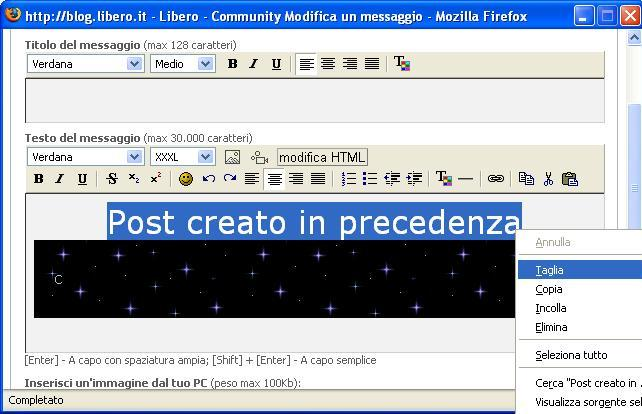 http://blog.libero.it - Libero - Community Modifica un messaggio - Mozilla Firefox
Titolo del messaggio (max 128 caratteri)
Verdana Medio B I U T
Testo del messaggio (max 30.000 caratteri)
Verdana XXXL modifica HTML
B I U S x₂ x² T
Post creato in precedenza
C
Annulla
Taglia
Copia
Incolla
Elimina
Seleziona tutto
Cerca "Post creato in .
Visualizza sorgente sel
[Enter] - A capo con spaziatura ampia; [Shift] + [Enter] - A capo semplice
Inserisci un'immagine dal tuo PC (peso max 100Kb):
Completato